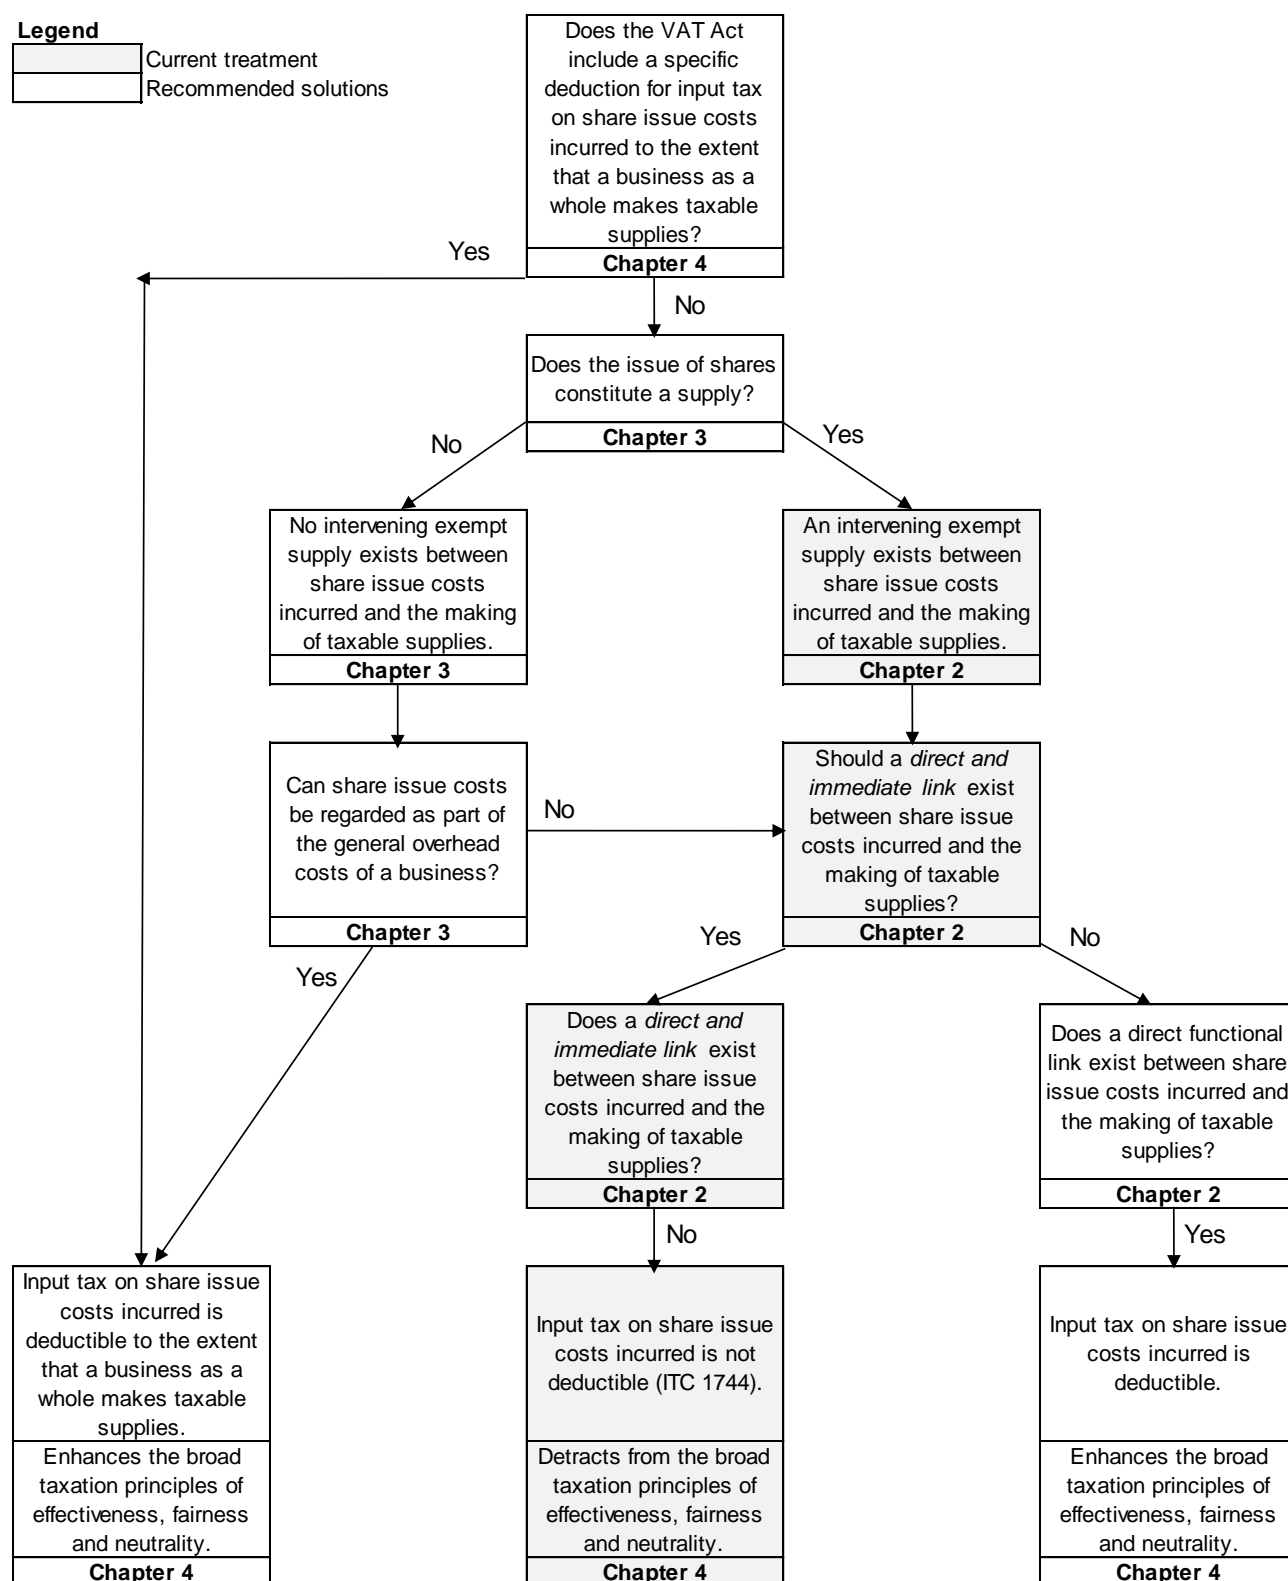 Legend
Current treatment
Recommended solutions
Does the VAT Act
include a specific
deduction for input tax
on share issue costs
incurred to the extent
that a business as a
whole makes taxable
supplies?
Chapter 4
Yes
No
Does the issue of shares
constitute a supply?
Chapter 3
No
Yes
No intervening exempt
supply exists between
share issue costs
incurred and the making
of taxable supplies.
Chapter 3
An intervening exempt
supply exists between
share issue costs
incurred and the making
of taxable supplies.
Chapter 2
Can share issue costs
be regarded as part of
the general overhead
costs of a business?
Chapter 3
No
Should a direct and
immediate link exist
between share issue
costs incurred and the
making of taxable
supplies?
Chapter 2
Yes
Yes
No
Does a direct and
immediate link exist
between share issue
costs incurred and the
making of taxable
supplies?
Chapter 2
Does a direct functional
link exist between share
issue costs incurred and
the making of taxable
supplies?
Chapter 2
No
Yes
Input tax on share issue
costs incurred is
deductible to the extent
that a business as a
whole makes taxable
supplies.
Enhances the broad
taxation principles of
effectiveness, fairness
and neutrality.
Chapter 4
Input tax on share issue
costs incurred is not
deductible (ITC 1744).
Detracts from the broad
taxation principles of
effectiveness, fairness
and neutrality.
Chapter 4
Input tax on share issue
costs incurred is
deductible.
Enhances the broad
taxation principles of
effectiveness, fairness
and neutrality.
Chapter 4